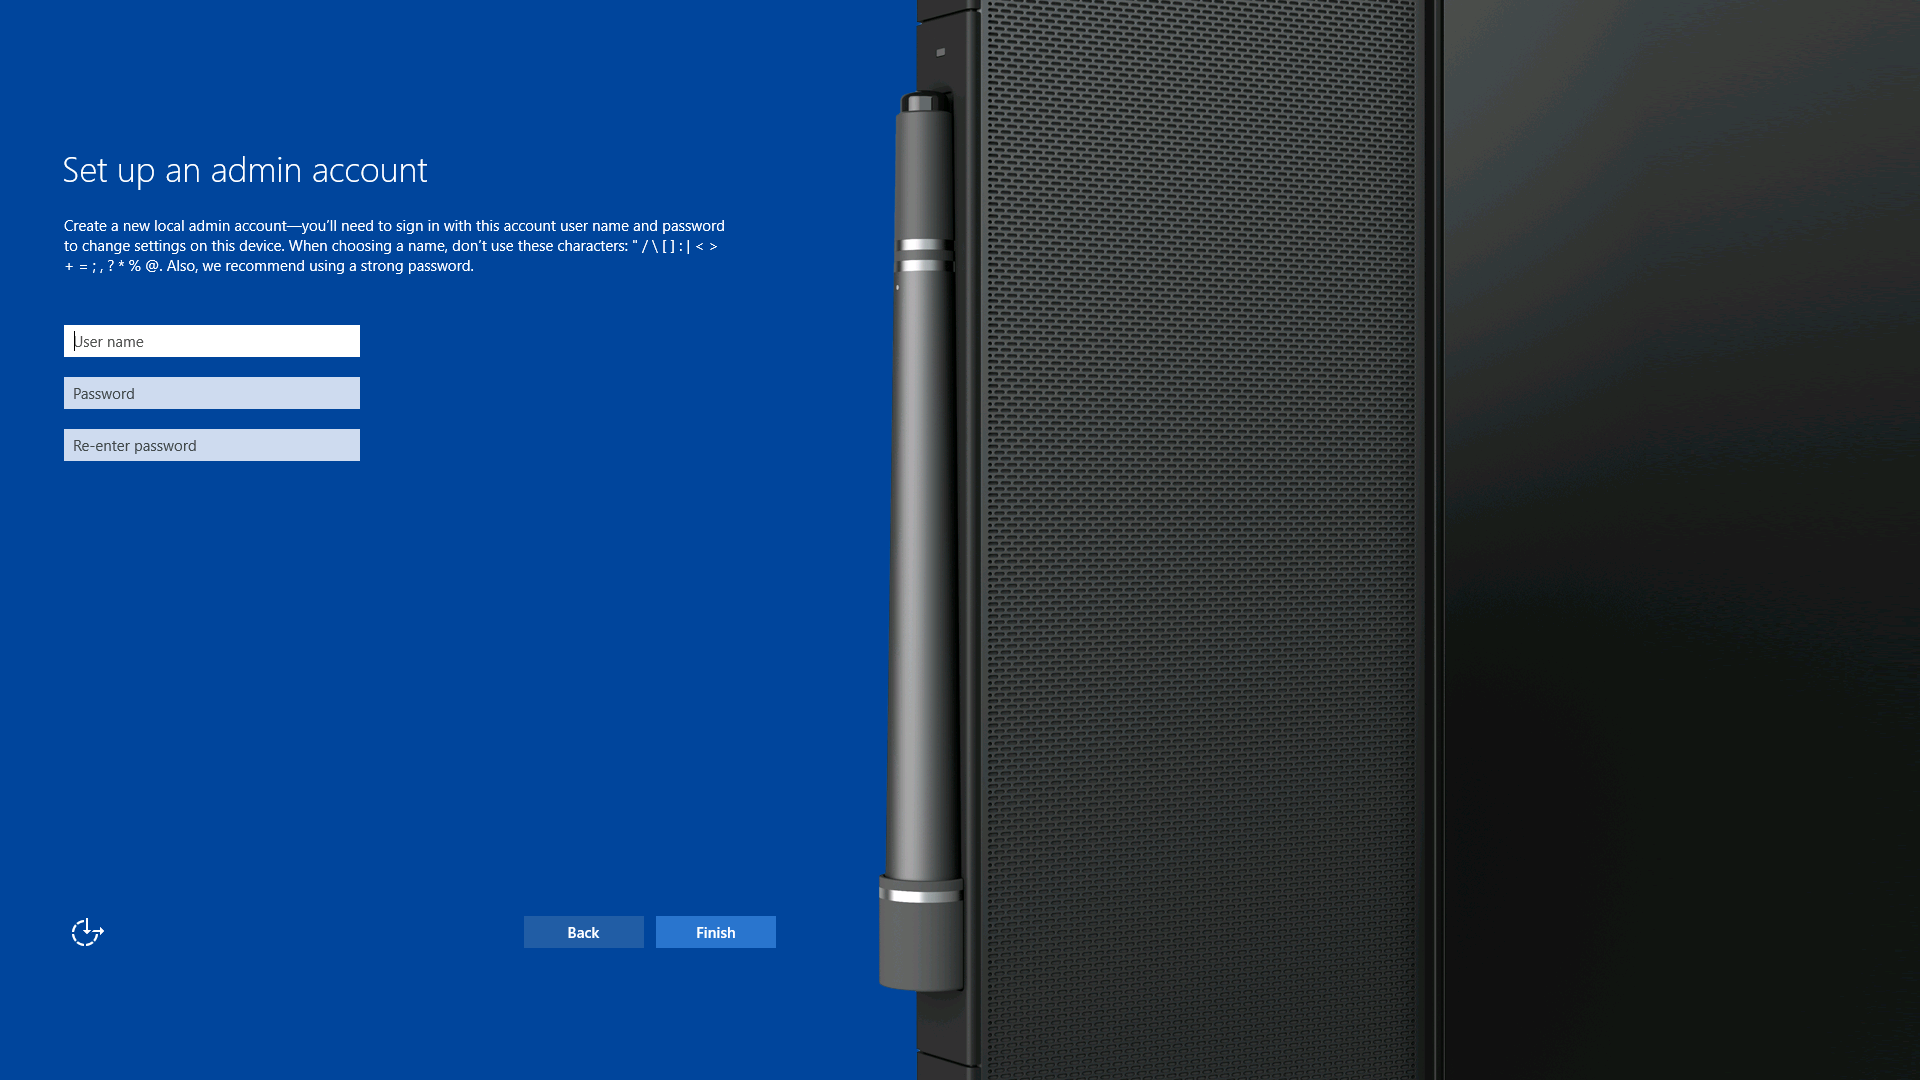 Set up an admin account
Create a new local admin account—you’ll need to sign in with this account user name and password
to change settings on this device. When choosing a name, don’t use these characters: " / \ [ ] : | < >
+ = ; , ? * % @. Also, we recommend using a strong password.
User name
Password
Re-enter password
Back
Finish